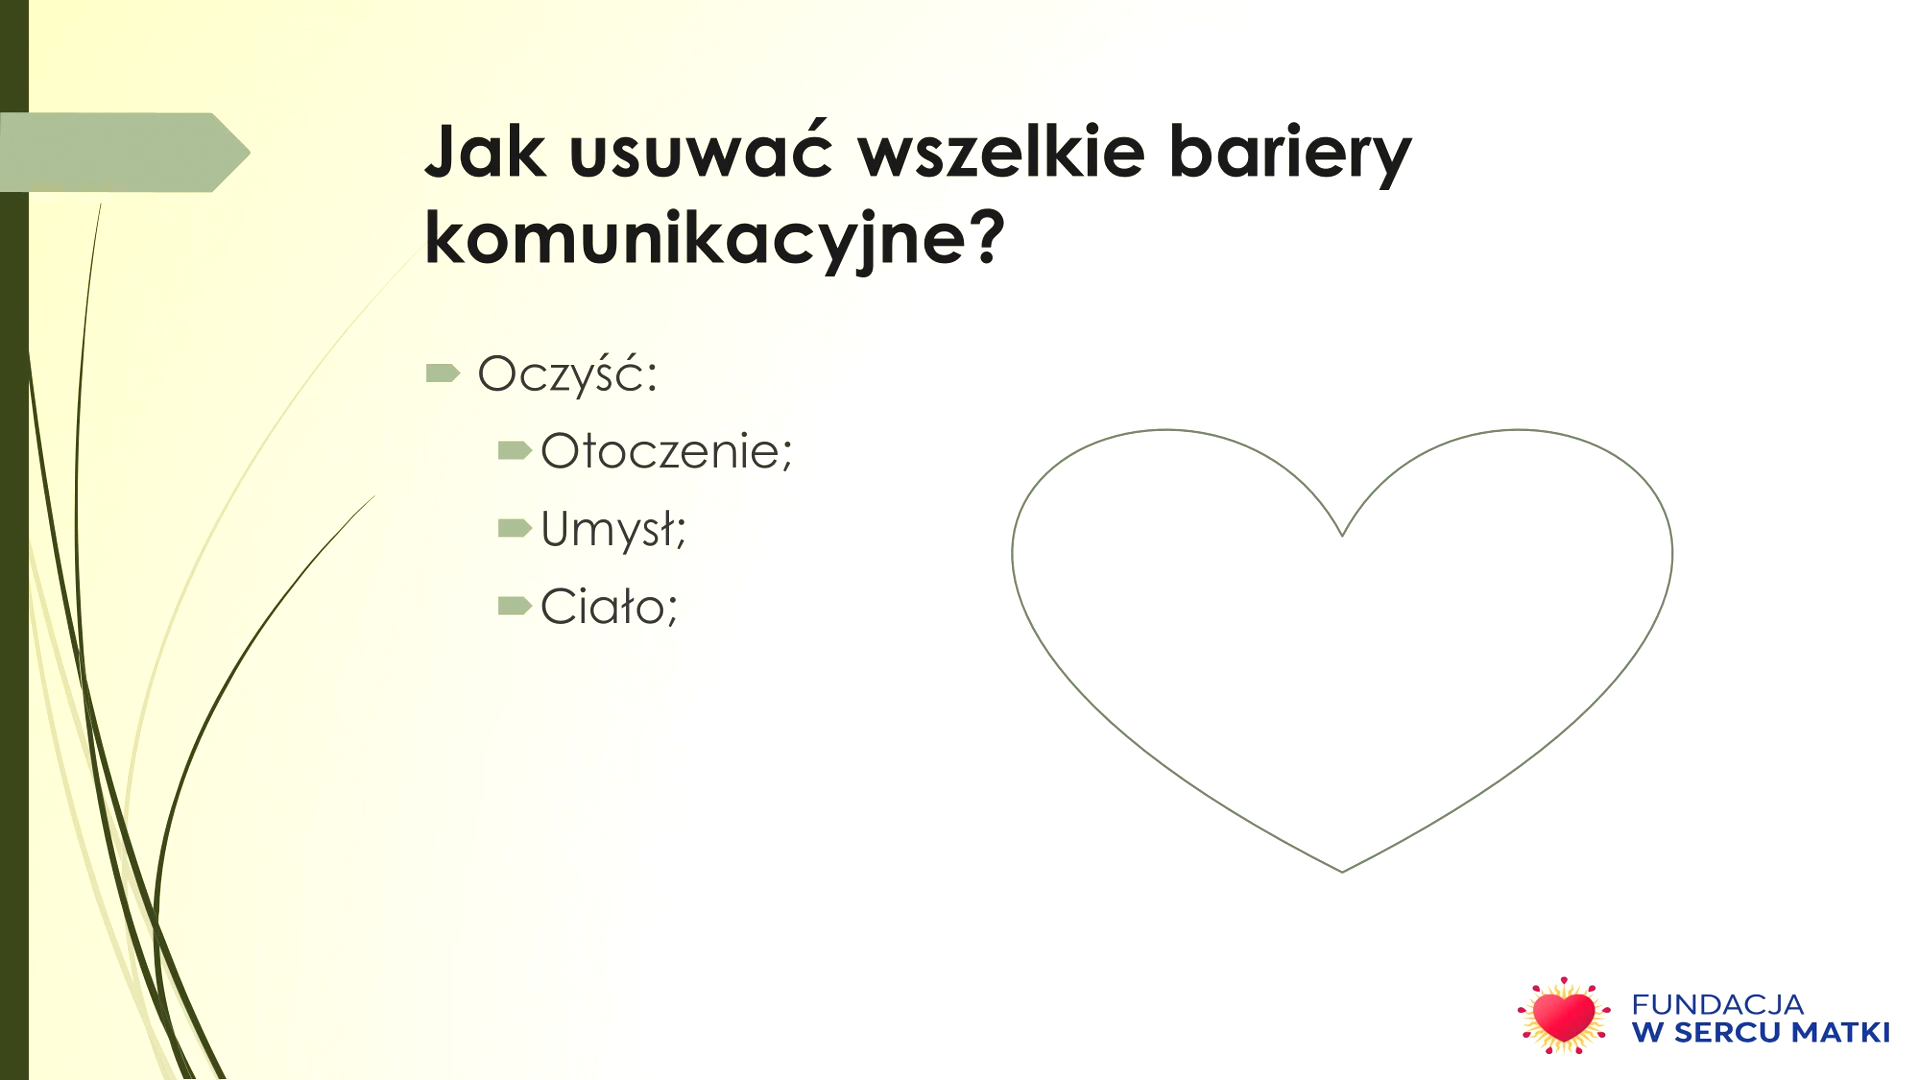 Jak usuwać wszelkie bariery
komunikacyjne?
Oczyść:
Otoczenie;
Umysł;
Ciało;
FUNDACJA
W SERCU MATKI